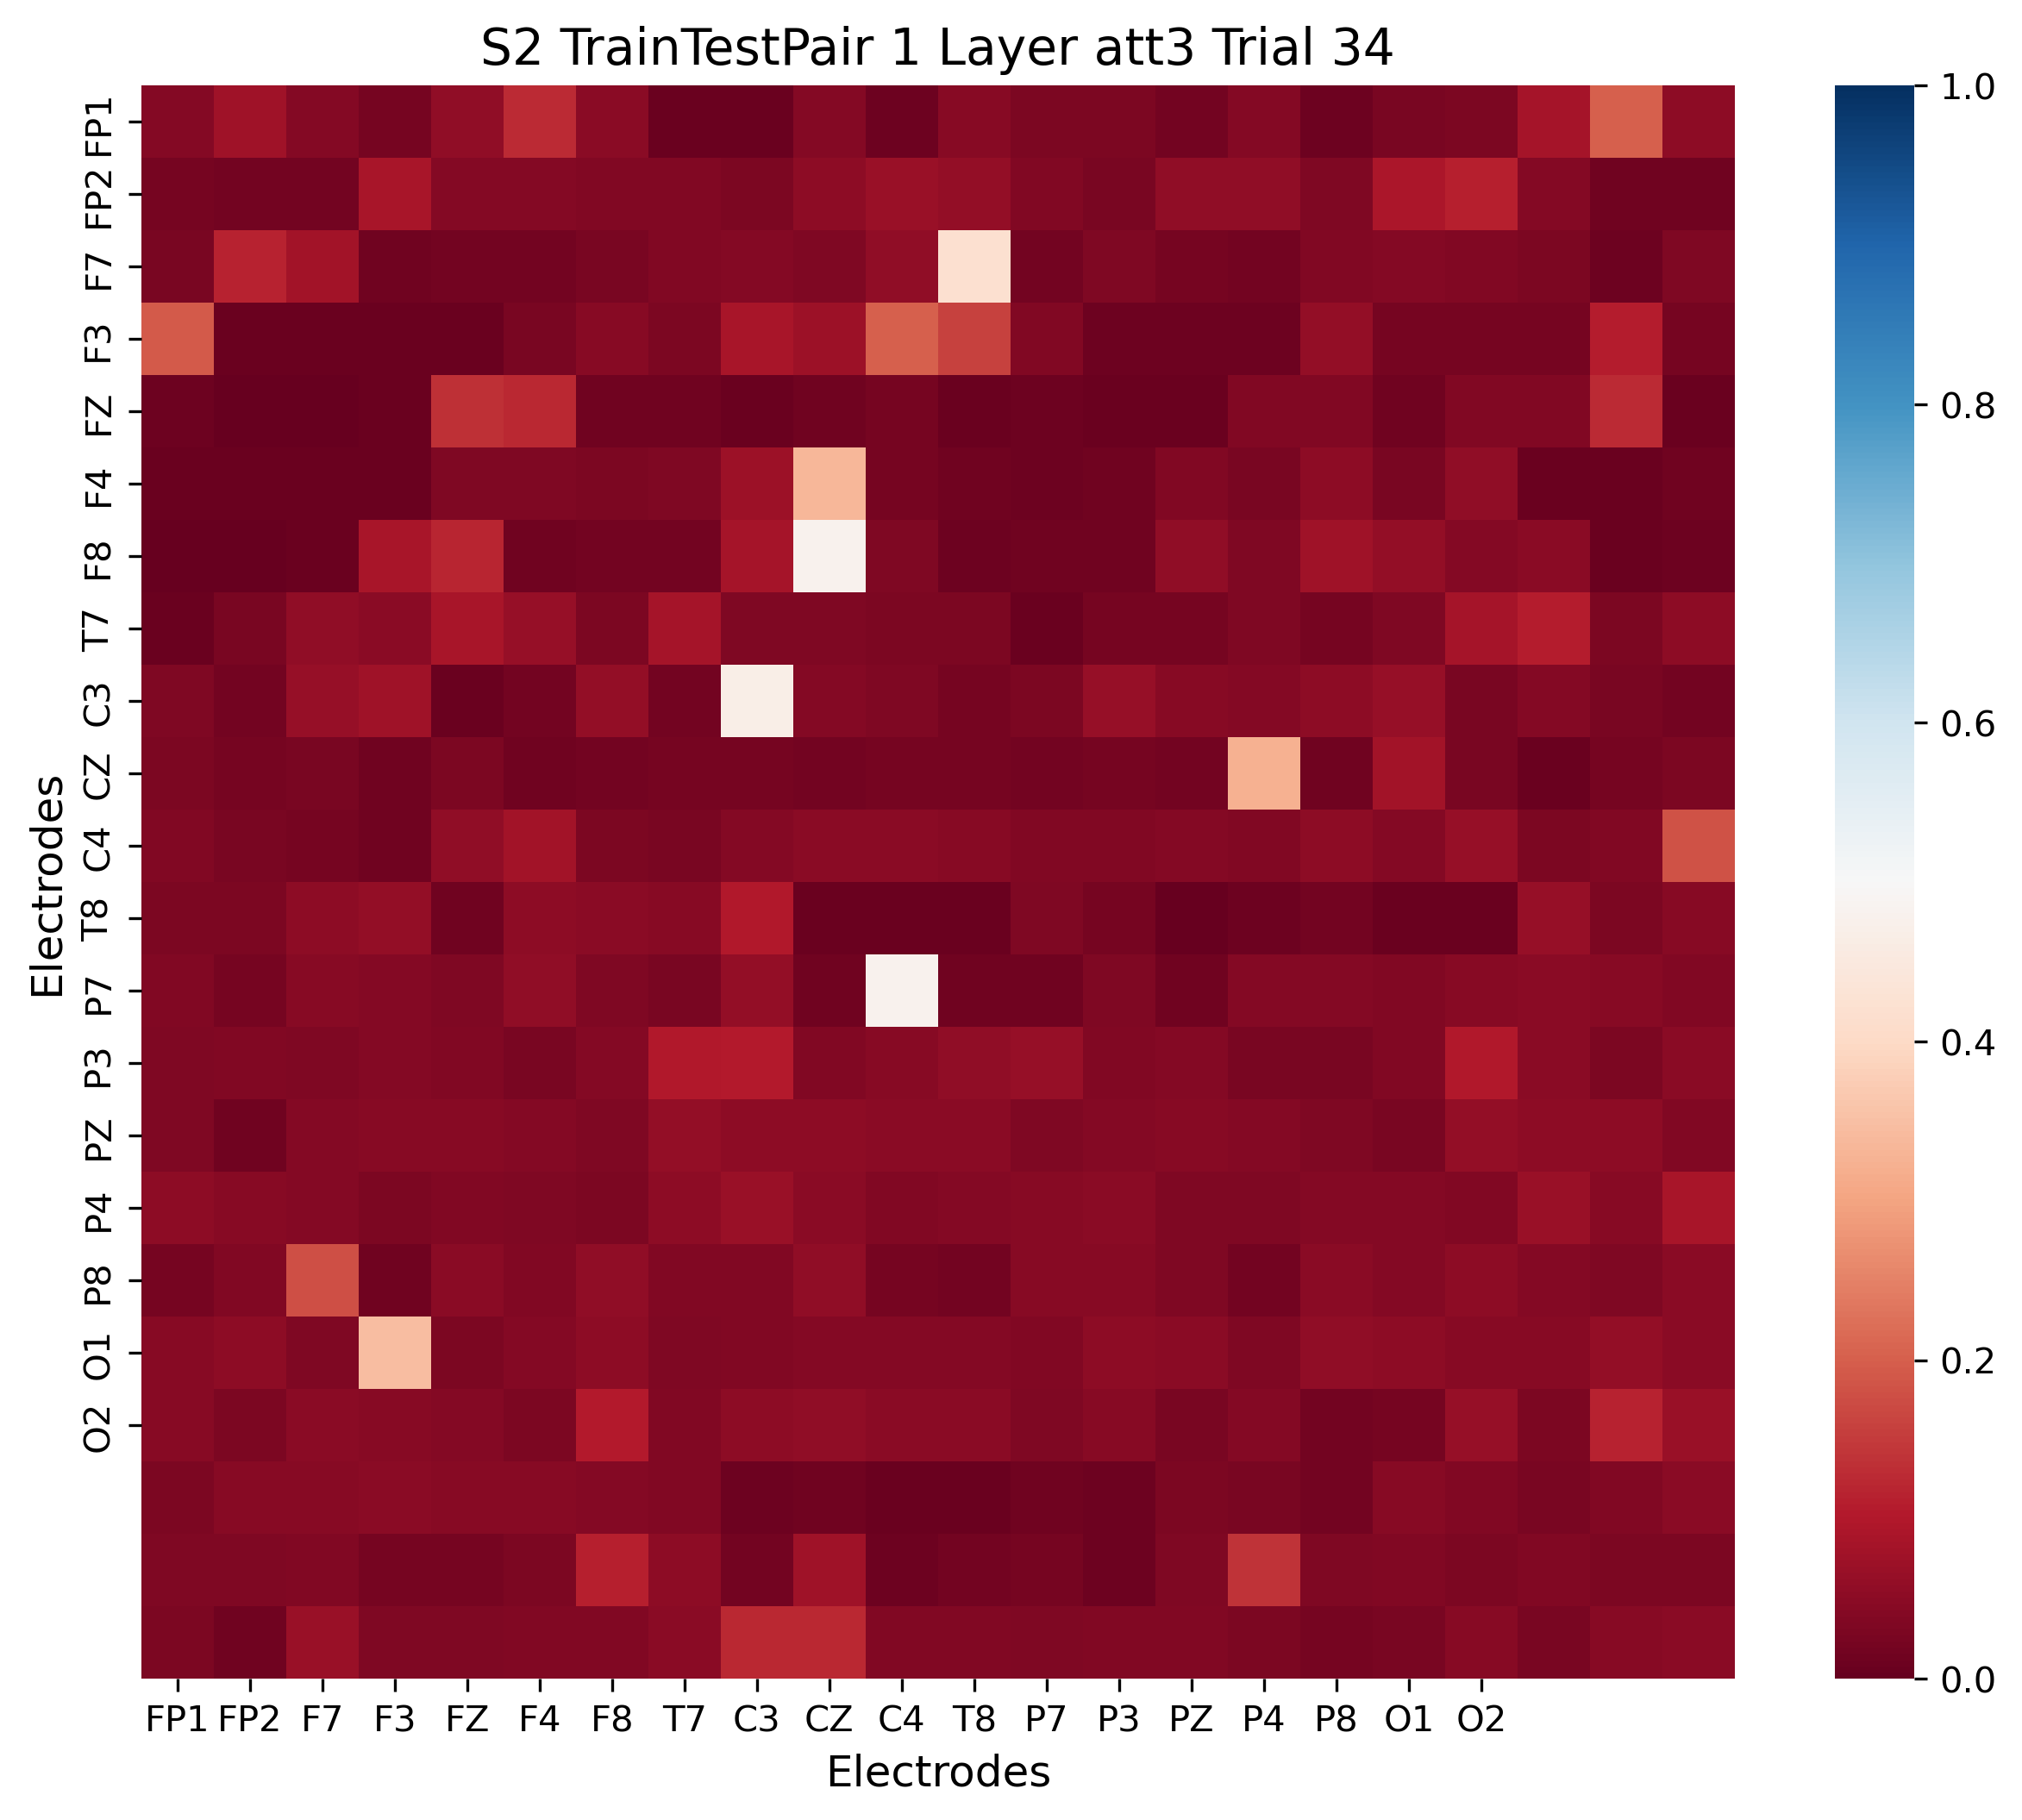 S2 TrainTestPair 1 Layer att3 Trial 34
FP1
FP2
F7
F3
FZ
F4
F8
T7
C3
CZ
C4
T8
P7
P3
PZ
P4
P8
O1
O2
Electrodes
FP1 FP2 F7 F3 FZ F4 F8 T7 C3 CZ C4 T8 P7 P3 PZ P4 P8 O1 O2
Electrodes
1.0
0.8
0.6
0.4
0.2
0.0